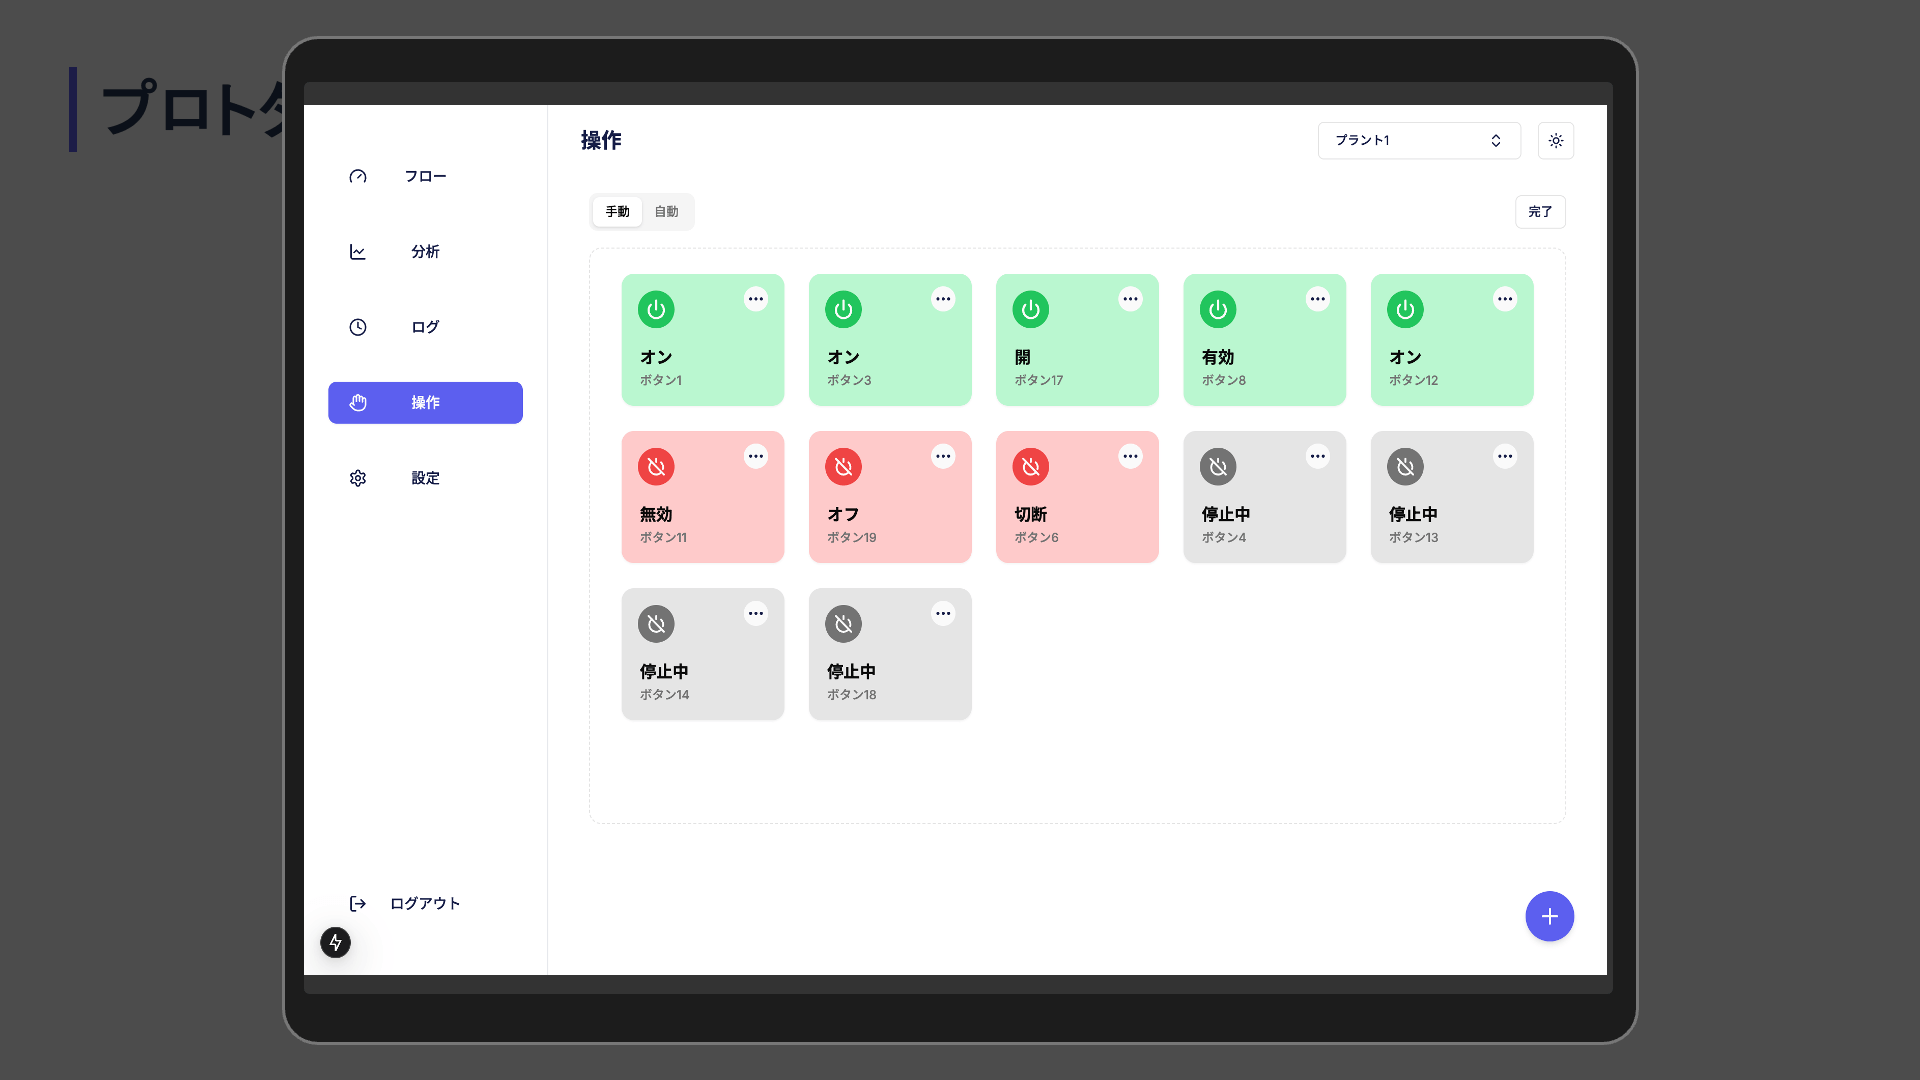 プロトタ
操作
プラント1
フロー
分析
ログ
操作
設定
ログアウト
手動
自動
完了
オン
ボタン1
オン
ボタン3
開
ボタン17
有効
ボタン8
オン
ボタン12
無効
ボタン11
オフ
ボタン19
切断
ボタン6
停止中
ボタン4
停止中
ボタン13
停止中
ボタン14
停止中
ボタン18